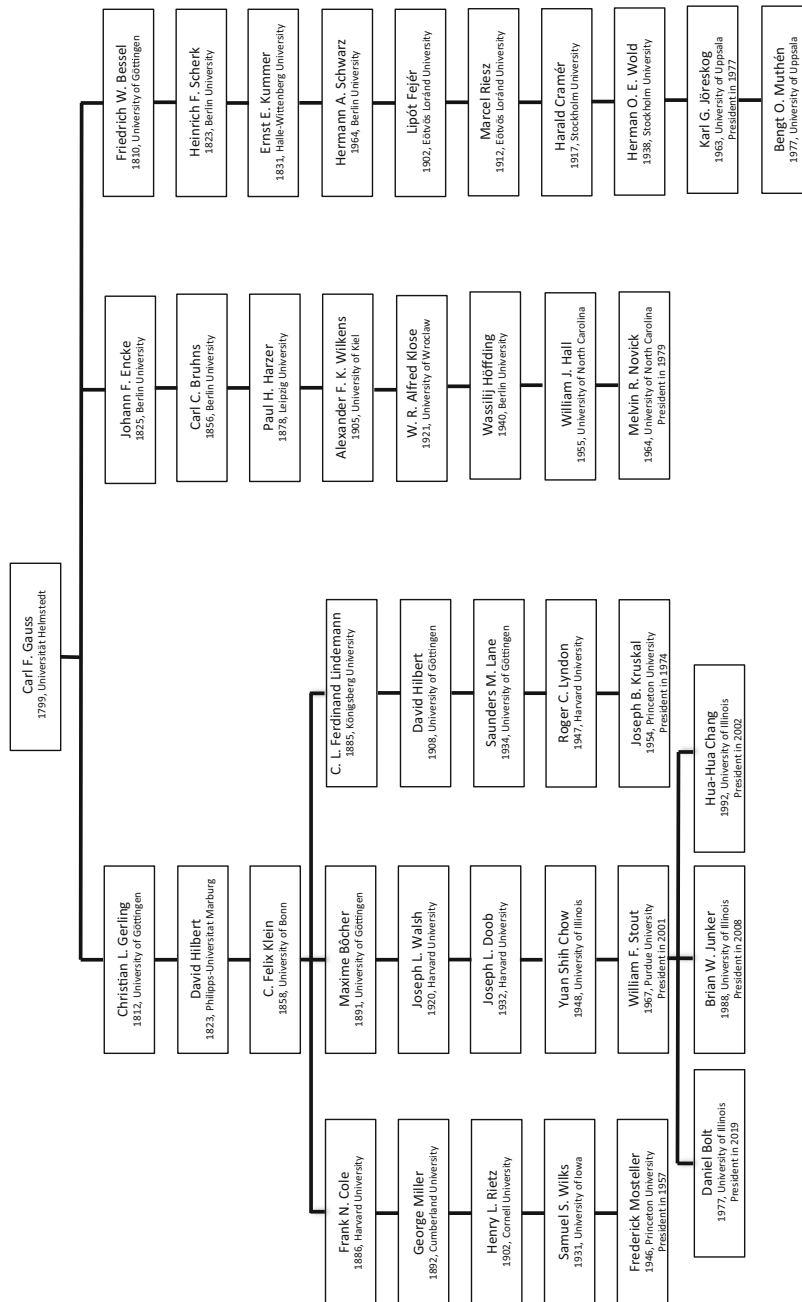 Carl F. Gauss
1799, Universität Helmstedt
Christian L. Gerling
1812, University of Göttingen
David Hilbert
1823, Philipps-Universitat Marburg
C. Felix Klein
1858, University of Bonn
Frank N. Cole
1886, Harvard University
George Miller
1892, Cumberland University
Henry L. Rietz
1902, Cornell University
Samuel S. Wilks
1931, University of Iowa
Frederick Mosteller
1946, Princeton University
President in 1957
Maxime Bôcher
1891, University of Göttingen
Joseph L. Walsh
1920, Harvard University
Joseph L. Doob
1932, Harvard University
Yuan Shih Chow
1948, University of Illinois
William F. Stout
1967, Purdue University
President in 2001
Daniel Bolt
1977, University of Illinois
President in 2019
Brian W. Junker
1988, University of Illinois
President in 2008
Hua-Hua Chang
1992, University of Illinois
President in 2002
C. L. Ferdinand Lindemann
1885, Königsberg University
David Hilbert
1908, University of Göttingen
Saunders M. Lane
1934, University of Göttingen
Roger C. Lyndon
1947, Harvard University
Joseph B. Kruskal
1954, Princeton University
President in 1974
Johann F. Encke
1825, Berlin University
Carl C. Bruhns
1856, Berlin University
Paul H. Harzer
1878, Leipzig University
Alexander F. K. Wilkens
1905, University of Kiel
W. R. Alfred Klose
1921, University of Wroclaw
Wassilij Höffding
1940, Berlin University
William J. Hall
1955, University of North Carolina
Melvin R. Novick
1964, University of North Carolina
President in 1979
Friedrich W. Bessel
1810, University of Göttingen
Heinrich F. Scherk
1823, Berlin University
Ernst E. Kummer
1831, Halle-Wittenberg University
Hermann A. Schwarz
1964, Berlin University
Lipót Fejér
1902, Eötvös Loránd University
Marcel Riesz
1912, Eötvös Loránd University
Harald Cramér
1917, Stockholm University
Herman O. E. Wold
1938, Stockholm University
Karl G. Jöreskog
1963, University of Uppsala
President in 1977
Bengt O. Muthén
1977, University of Uppsala